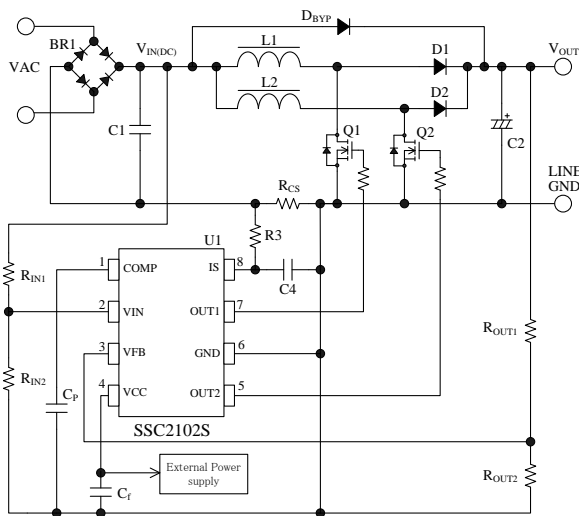 D_BYP
BR1
V_IN(DC)
L1
D1
V_OUT
VAC
L2
D2
C1
Q1
Q2
C2
R_CS
LINE
GND
U1
R3
1
COMP
IS
8
C4
R_IN1
2
VIN
OUT1
7
3
VFB
GND
6
R_OUT1
R_IN2
4
VCC
OUT2
5
C_P
SSC2102S
External Power
supply
C_f
R_OUT2